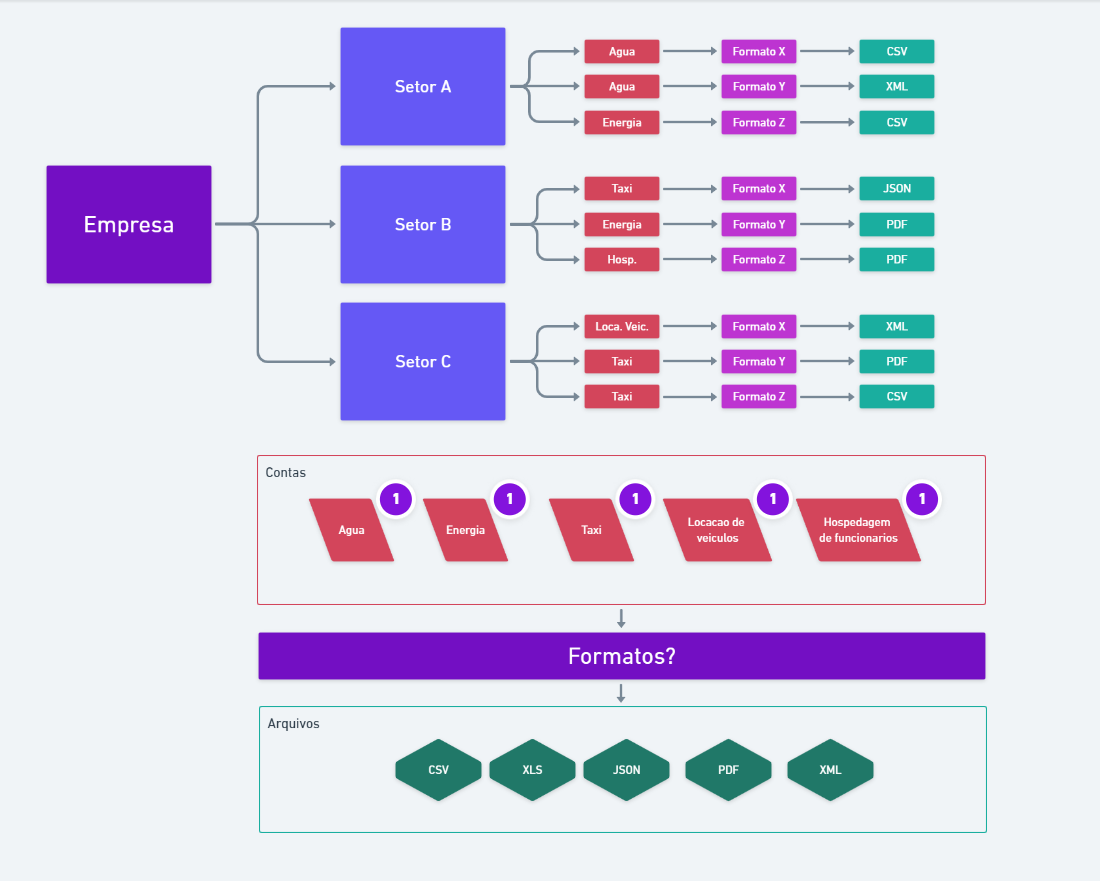 Empresa
Setor A
Agua
Formato X
CSV
Agua
Formato Y
XML
Energia
Formato Z
CSV
Setor B
Taxi
Formato X
JSON
Energia
Formato Y
PDF
Hosp.
Formato Z
PDF
Setor C
Loca. Veic.
Formato X
XML
Taxi
Formato Y
PDF
Taxi
Formato Z
CSV
Contas
Agua
1
Energia
1
Taxi
1
Locacao de
veiculos
1
Hospedagem
de funcionarios
1
Formatos?
Arquivos
CSV
XLS
JSON
PDF
XML